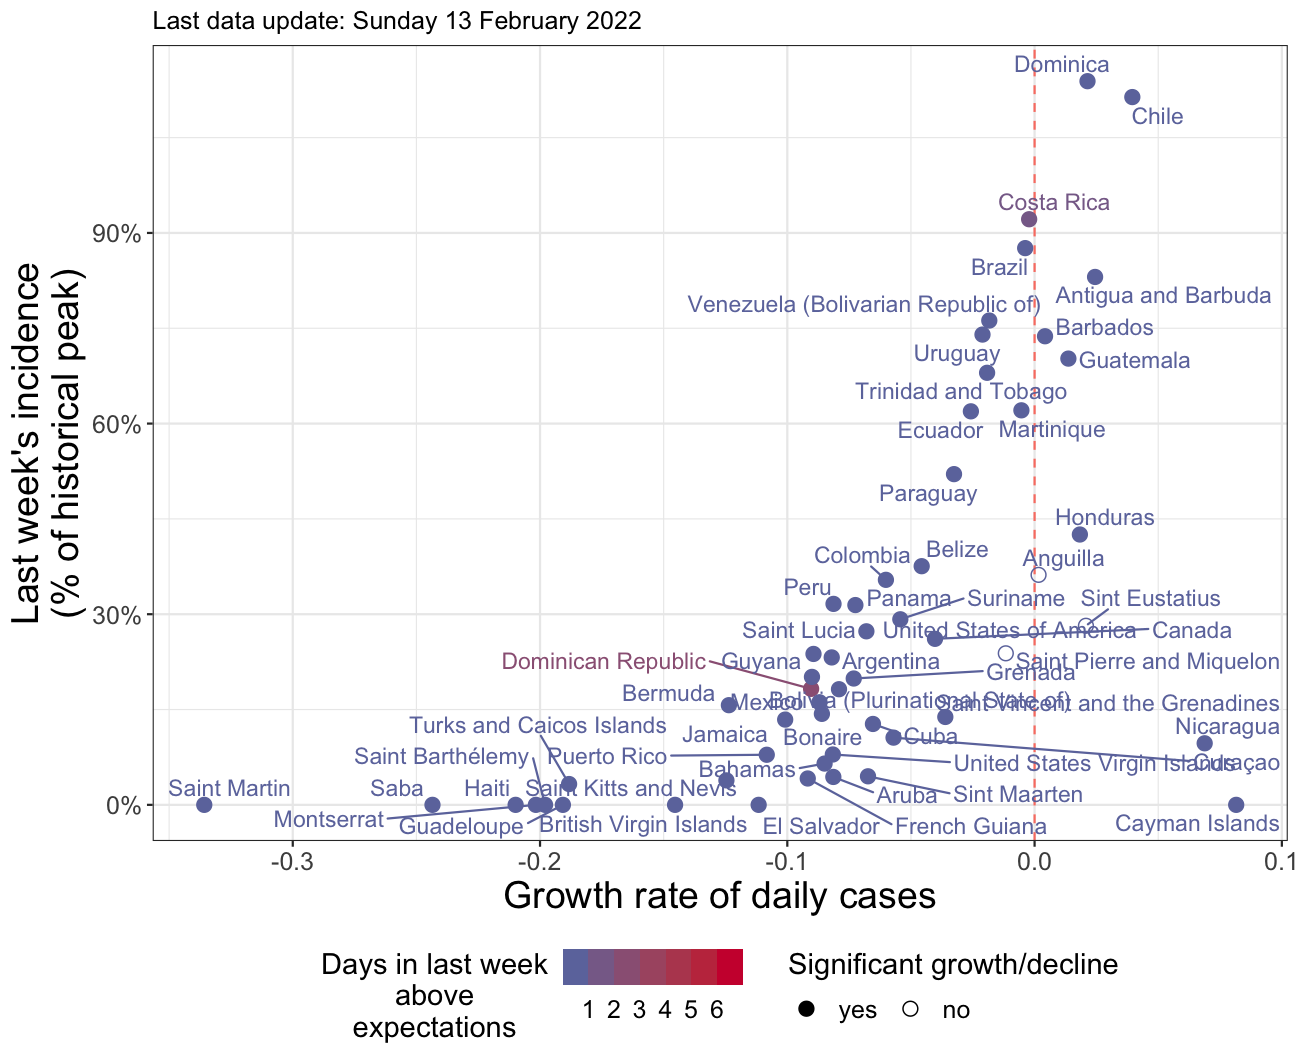 Last data update: Sunday 13 February 2022
Last week's incidence
(% of historical peak)
90%
60%
30%
0%
Dominica
Chile
Costa Rica
Brazil
Antigua and Barbuda
Venezuela (Bolivarian Republic of)
Barbados
Uruguay
Guatemala
Trinidad and Tobago
Ecuador
Martinique
Paraguay
Honduras
Colombia
Belize
Anguilla
Peru
Panama
Suriname
Sint Eustatius
Saint Lucia
United States of America
Canada
Dominican Republic
Guyana
Argentina
Saint Pierre and Miquelon
Grenada
Bermuda
Mexico
Bolivia (Plurinational State of)
Saint Vincent and the Grenadines
Turks and Caicos Islands
Jamaica
Bonaire
Cuba
Nicaragua
Saint Barthélemy
Puerto Rico
Bahamas
United States Virgin Islands
Curaçao
Saint Martin
Saba
Haiti
Saint Kitts and Nevis
Aruba
Sint Maarten
Montserrat
Guadeloupe
British Virgin Islands
El Salvador
French Guiana
Cayman Islands
-0.3
-0.2
-0.1
0.0
0.1
Growth rate of daily cases
Days in last week
above
expectations
1 2 3 4 5 6
Significant growth/decline
yes
no